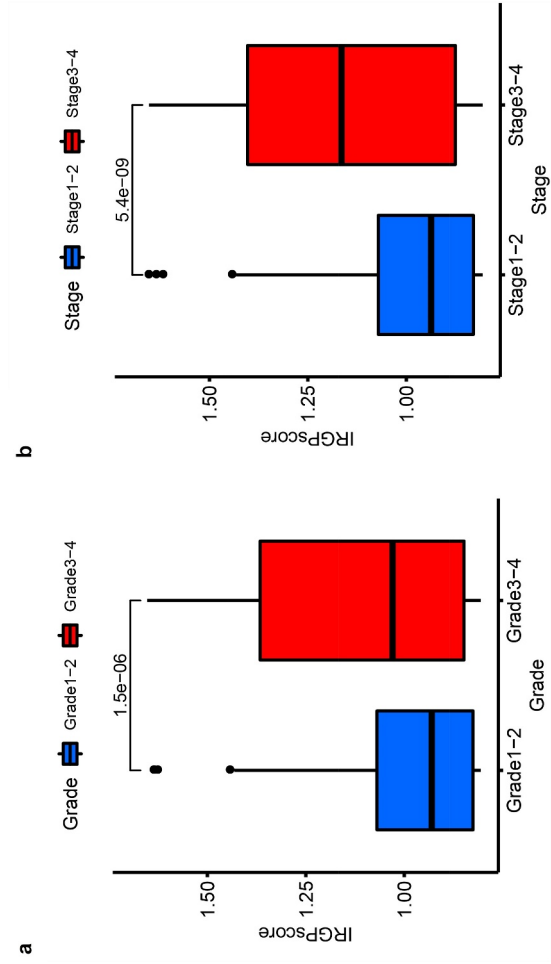 a
Grade Grade1−2 Grade3−4
1.5e−06
1.50
1.25
1.00
IRGPscore
Grade1−2 Grade3−4
Grade
b
Stage Stage1−2 Stage3−4
5.4e−09
1.50
1.25
1.00
IRGPscore
Stage1−2 Stage3−4
Stage